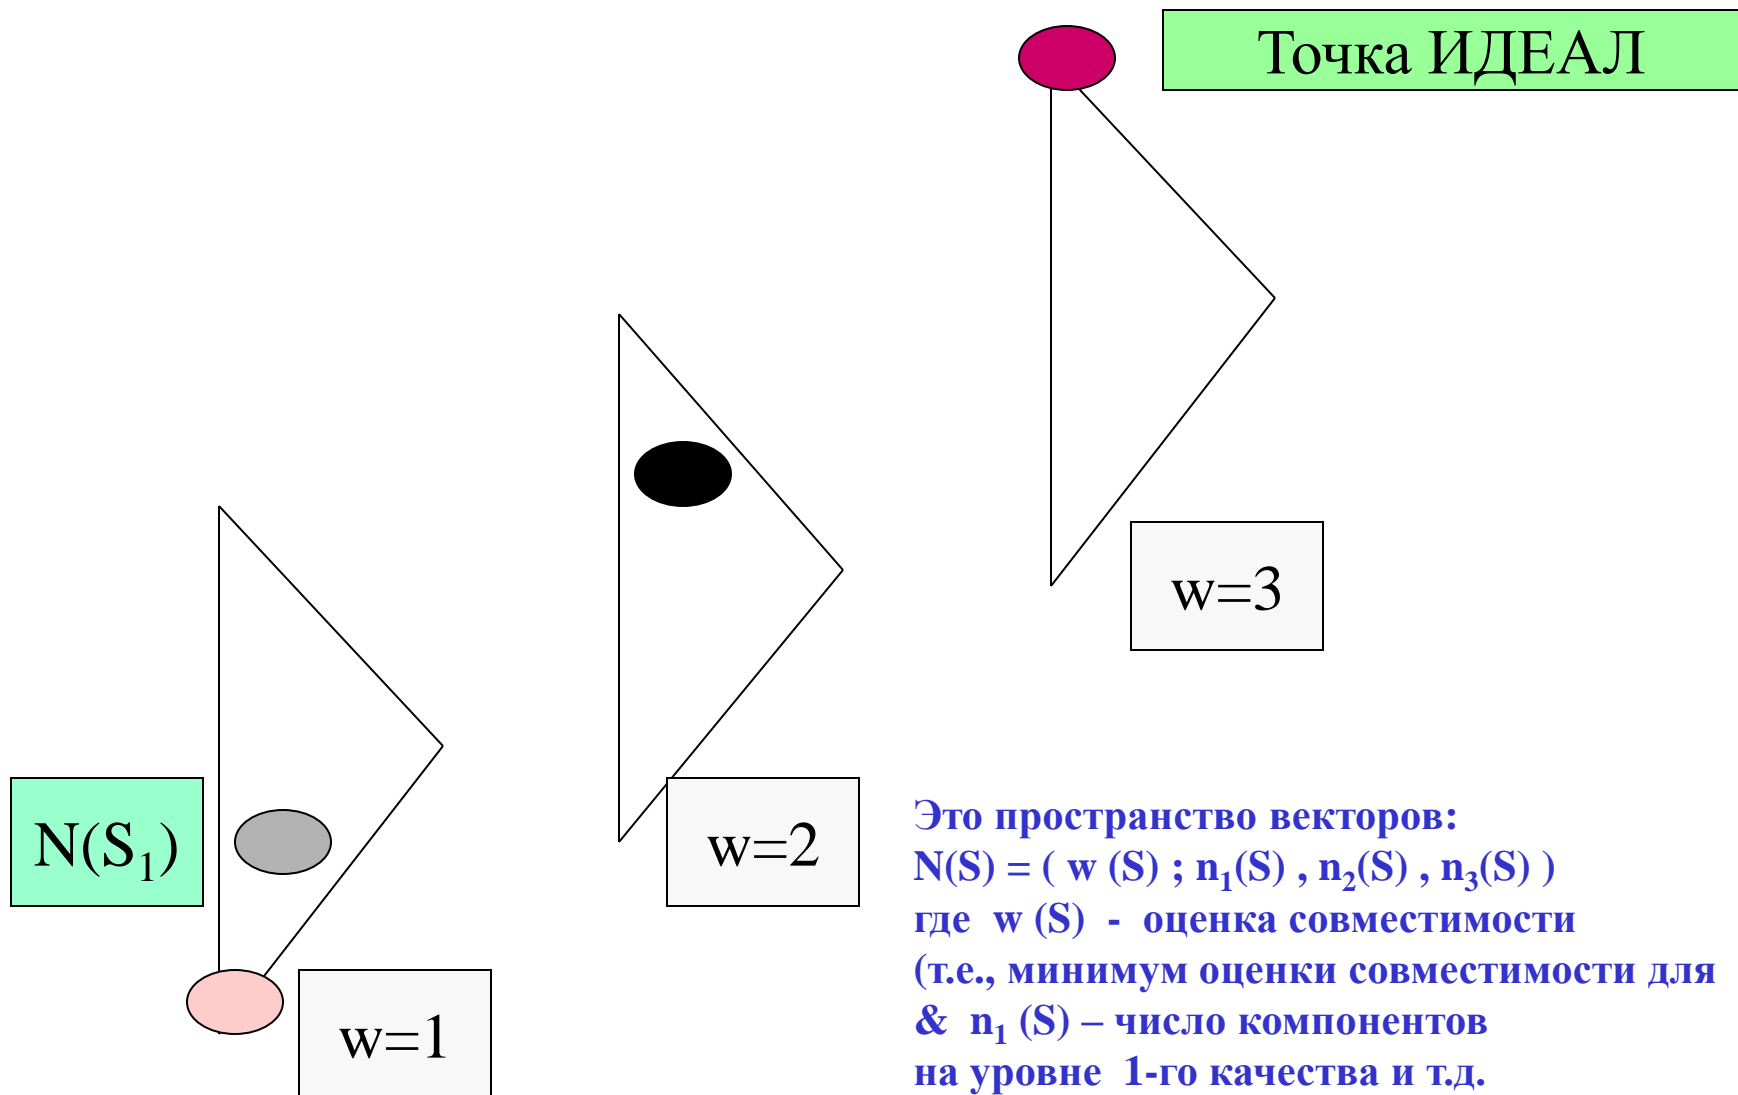 Точка ИДЕАЛ
w=3
N(S₁)
w=2
w=1
Это пространство векторов:
N(S) = ( w (S) ; n₁(S) , n₂(S) , n₃(S) )
где w (S) - оценка совместимости
(т.е., минимум оценки совместимости для
& n₁ (S) – число компонентов
на уровне 1-го качества и т.д.